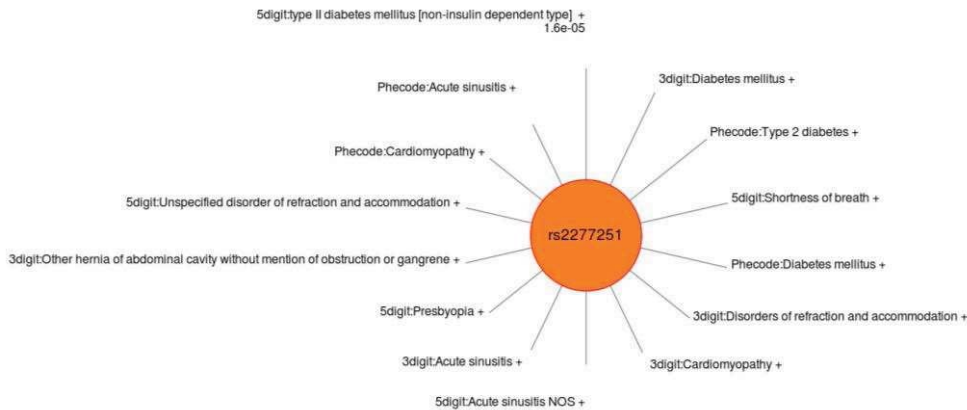 5digit:type II diabetes mellitus [non-insulin dependent type] +
1.6e-05
3digit:Diabetes mellitus +
Phecode:Acute sinusitis +
Phecode:Type 2 diabetes +
Phecode:Cardiomyopathy +
5digit:Shortness of breath +
5digit:Unspecified disorder of refraction and accommodation +
rs2277251
3digit:Other hernia of abdominal cavity without mention of obstruction or gangrene +
Phecode:Diabetes mellitus +
5digit:Presbyopia +
3digit:Disorders of refraction and accommodation +
3digit:Acute sinusitis +
3digit:Cardiomyopathy +
5digit:Acute sinusitis NOS +